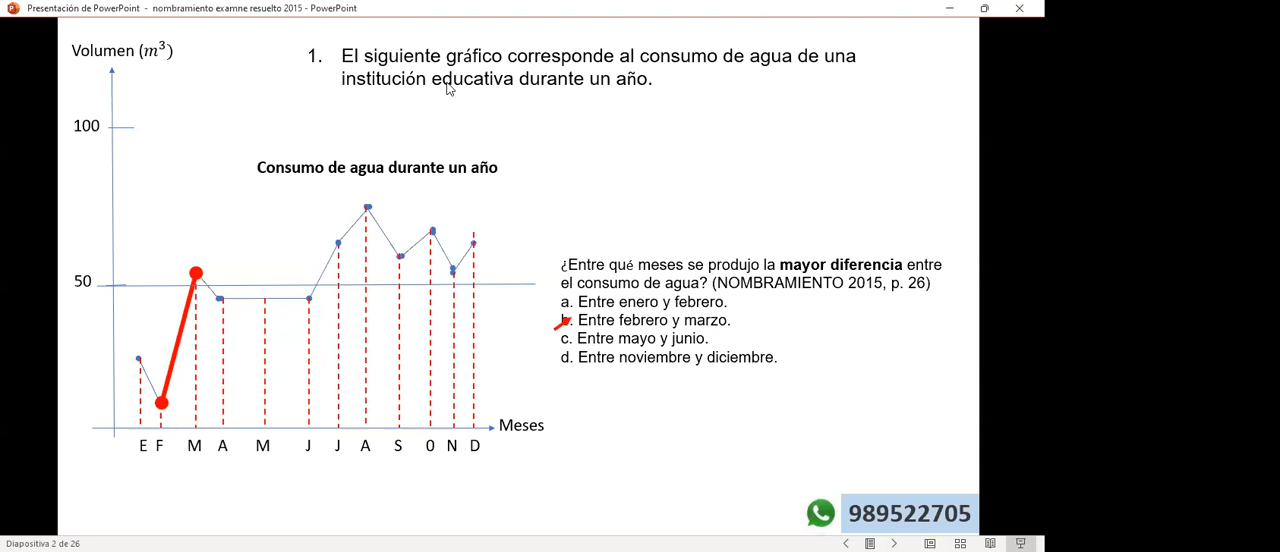 Presentación de PowerPoint - nombramiento examne resuelto 2015 - PowerPoint
Volumen (m³)
1. El siguiente gráfico corresponde al consumo de agua de una
institución educativa durante un año.
100
Consumo de agua durante un año
50
¿Entre qué meses se produjo la mayor diferencia entre
el consumo de agua? (NOMBRAMIENTO 2015, p. 26)
a. Entre enero y febrero.
b. Entre febrero y marzo.
c. Entre mayo y junio.
d. Entre noviembre y diciembre.
Meses
E F M A M J J A S 0 N D
989522705
Diapositiva 2 de 26